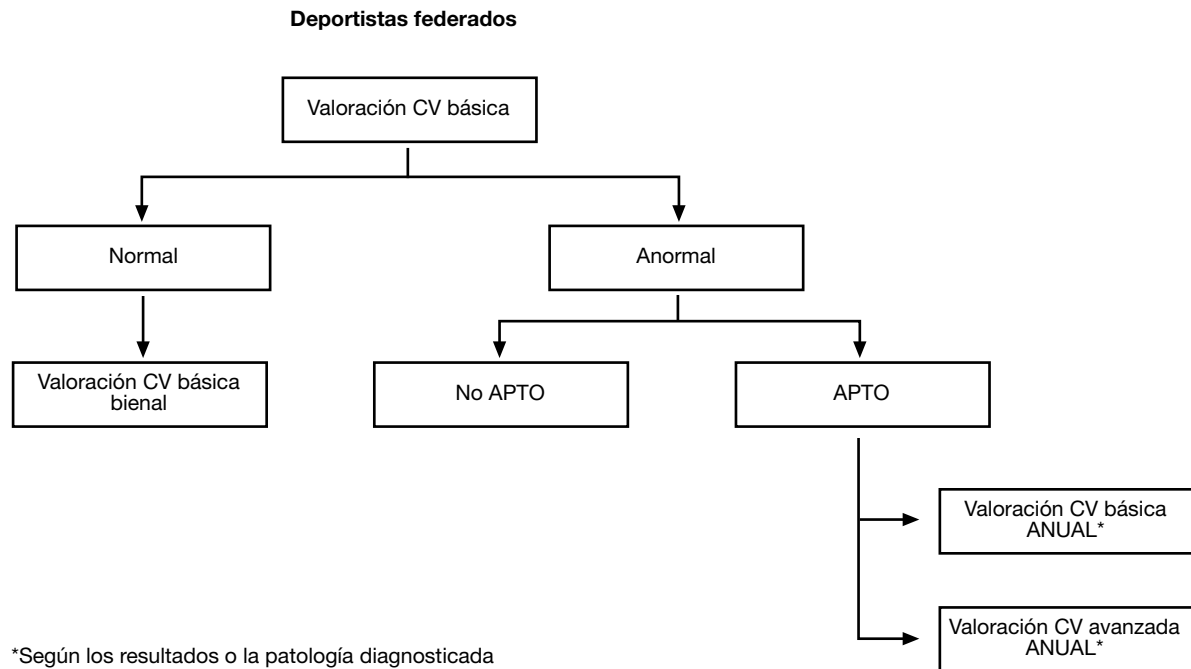 Deportistas federados
Valoración CV básica
Normal
Anormal
Valoración CV básica
bienal
No APTO
APTO
Valoración CV básica
ANUAL*
Valoración CV avanzada
ANUAL*
*Según los resultados o la patología diagnosticada